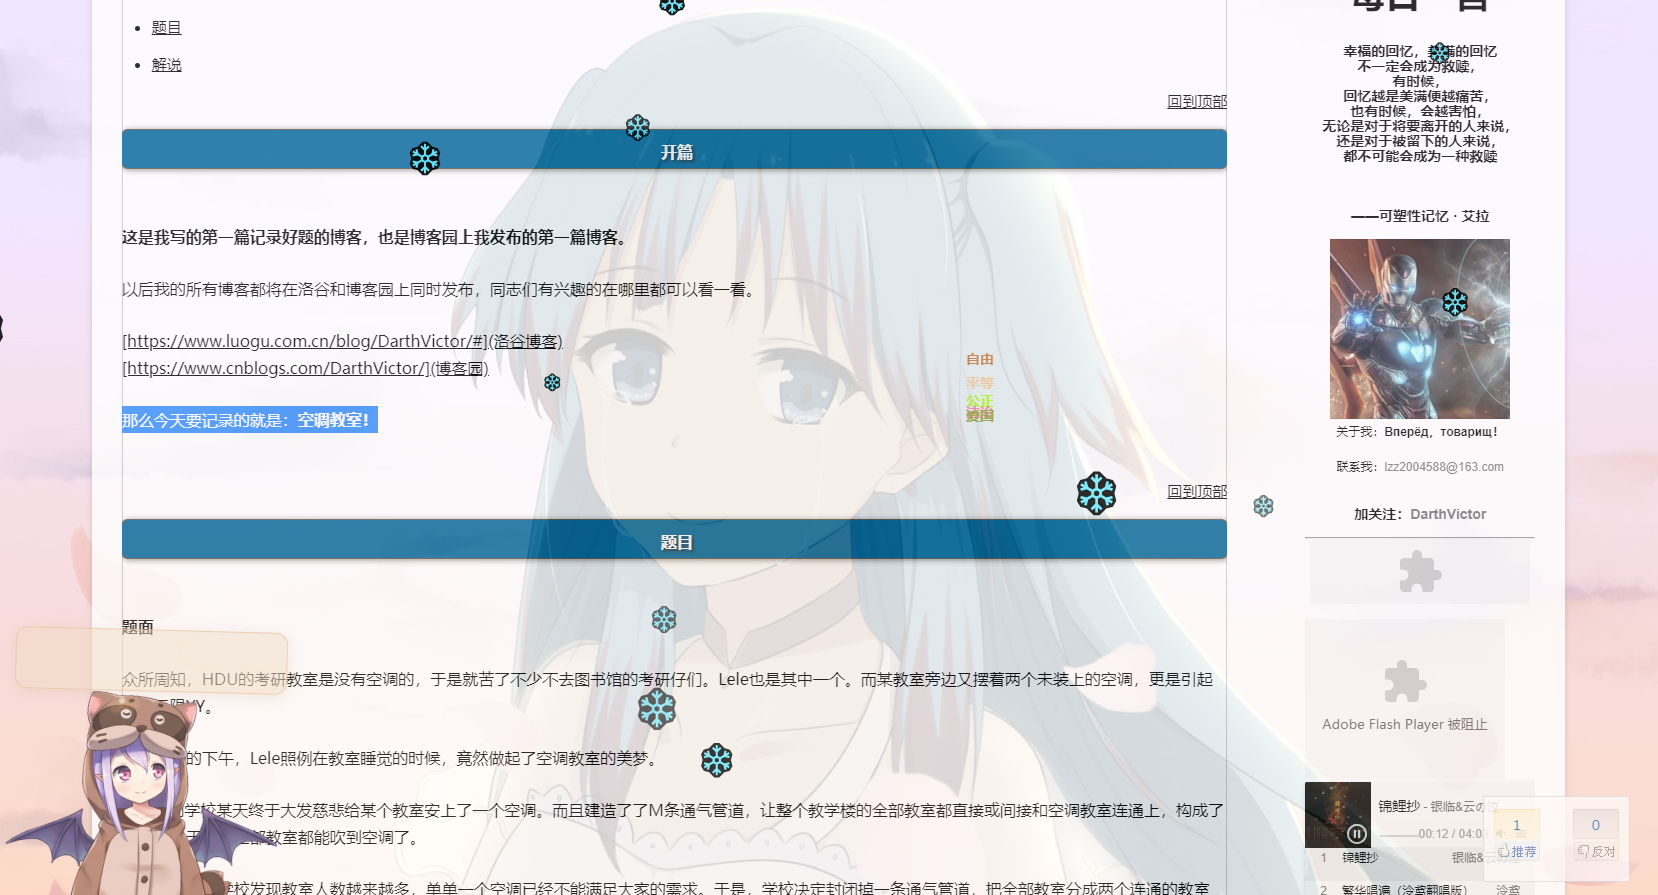 题目
解说
回到顶部
开篇
这是我写的第一篇记录好题的博客，也是博客园上我发布的第一篇博客。
以后我的所有博客都将在洛谷和博客园上同时发布，同志们有兴趣的在哪里都可以看一看。
[https://www.luogu.com.cn/blog/DarthVictor/#](洛谷博客)
[https://www.cnblogs.com/DarthVictor/](博客园)
那么今天要记录的就是：空调教室！
自由
平等
公正
回到顶部
题目
题面
众所周知，HDU的考研教室是没有空调的，于是就苦了不少不去图书馆的考研仔们。Lele也是其中一个。而某教室旁边又摆着两个未装上的空调，更是引起
Y。
的下午，Lele照例在教室睡觉的时候，竟然做起了空调教室的美梦。
学校某天终于大发慈悲给某个教室安上了一个空调。而且建造了了M条通气管道，让整个教学楼的全部教室都直接或间接和空调教室连通上，构成了
部教室都能吹到空调了。
学校发现教室人数越来越多，单单一个空调已经不能满足大家的需求。于是，学校决定封闭掉一条通气管道，把全部教室分成两个连通的教室
每日一言
幸福的回忆，美满的回忆
不一定会成为救赎，
有时候，
回忆越是美满便越痛苦，
也有时候，会越害怕，
无论是对于将要离开的人来说，
还是对于被留下的人来说，
都不可能会成为一种救赎
——可塑性记忆 · 艾拉
关于我：Вперёд，товарищ！
联系我：lzz2004588@163.com
加关注：DarthVictor
Adobe Flash Player 被阻止
锦鲤抄 - 银临&云の泣
00:12 / 04:03
1 锦鲤抄 银临&云
2 繁华唱遍（泠鸢翻唱版） 泠鸢
1
推荐
0
反对